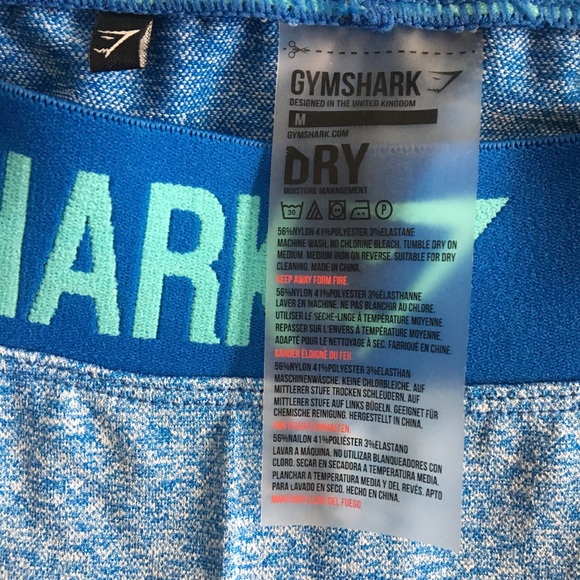 GYMSHARK
DESIGNED IN THE UNITED KINGDOM
M
GYMSHARK.COM
DRY
MOISTURE MANAGEMENT
30 P
56%NYLON 41%POLYESTER 3%ELASTANE
MACHINE WASH. NO CHLORINE BLEACH. TUMBLE DRY ON
MEDIUM. MEDIUM IRON ON REVERSE. SUITABLE FOR DRY
CLEANING. MADE IN CHINA.
KEEP AWAY FORM FIRE.
56%NYLON 41%POLYESTER 3%ÉLASTHANNE
LAVER EN MACHINE. NE PAS BLANCHIR AU CHLORE.
UTILISER LE SECHE-LINGE À TEMPÉRATURE MOYENNE.
REPASSER SUR L'ENVERS À TEMPÉRATURE MOYENNE.
ADAPTÉ POUR LE NETTOYAGE À SEC. FABRIQUÉ EN CHINE.
GARDER ÉLOIGNÉ DU FEU
56%NYLON 41%POLYESTER 3%ELASTHAN
MASCHINENWÄSCHE. KEINE CHLORBLEICHE. AUF
MITTLERER STUFE TROCKEN SCHLEUDERN. AUF
MITTLERER STUFE AUF LINKS BÜGELN. GEEIGNET FÜR
CHEMISCHE REINIGUNG. HERGESTELLT IN CHINA.
56%NAILON 41%POLIÉSTER 3%ELASTANO
LAVAR A MÁQUINA. NO UTILIZAR BLANQUEADORES CON
CLORO. SECAR EN SECADORA A TEMPERATURA MEDIA.
PLANCHAR A TEMPERATURA MEDIA Y DEL REVÉS. APTO
PARA LAVADO EN SECO. HECHO EN CHINA.
DEL FUEGO
HARK